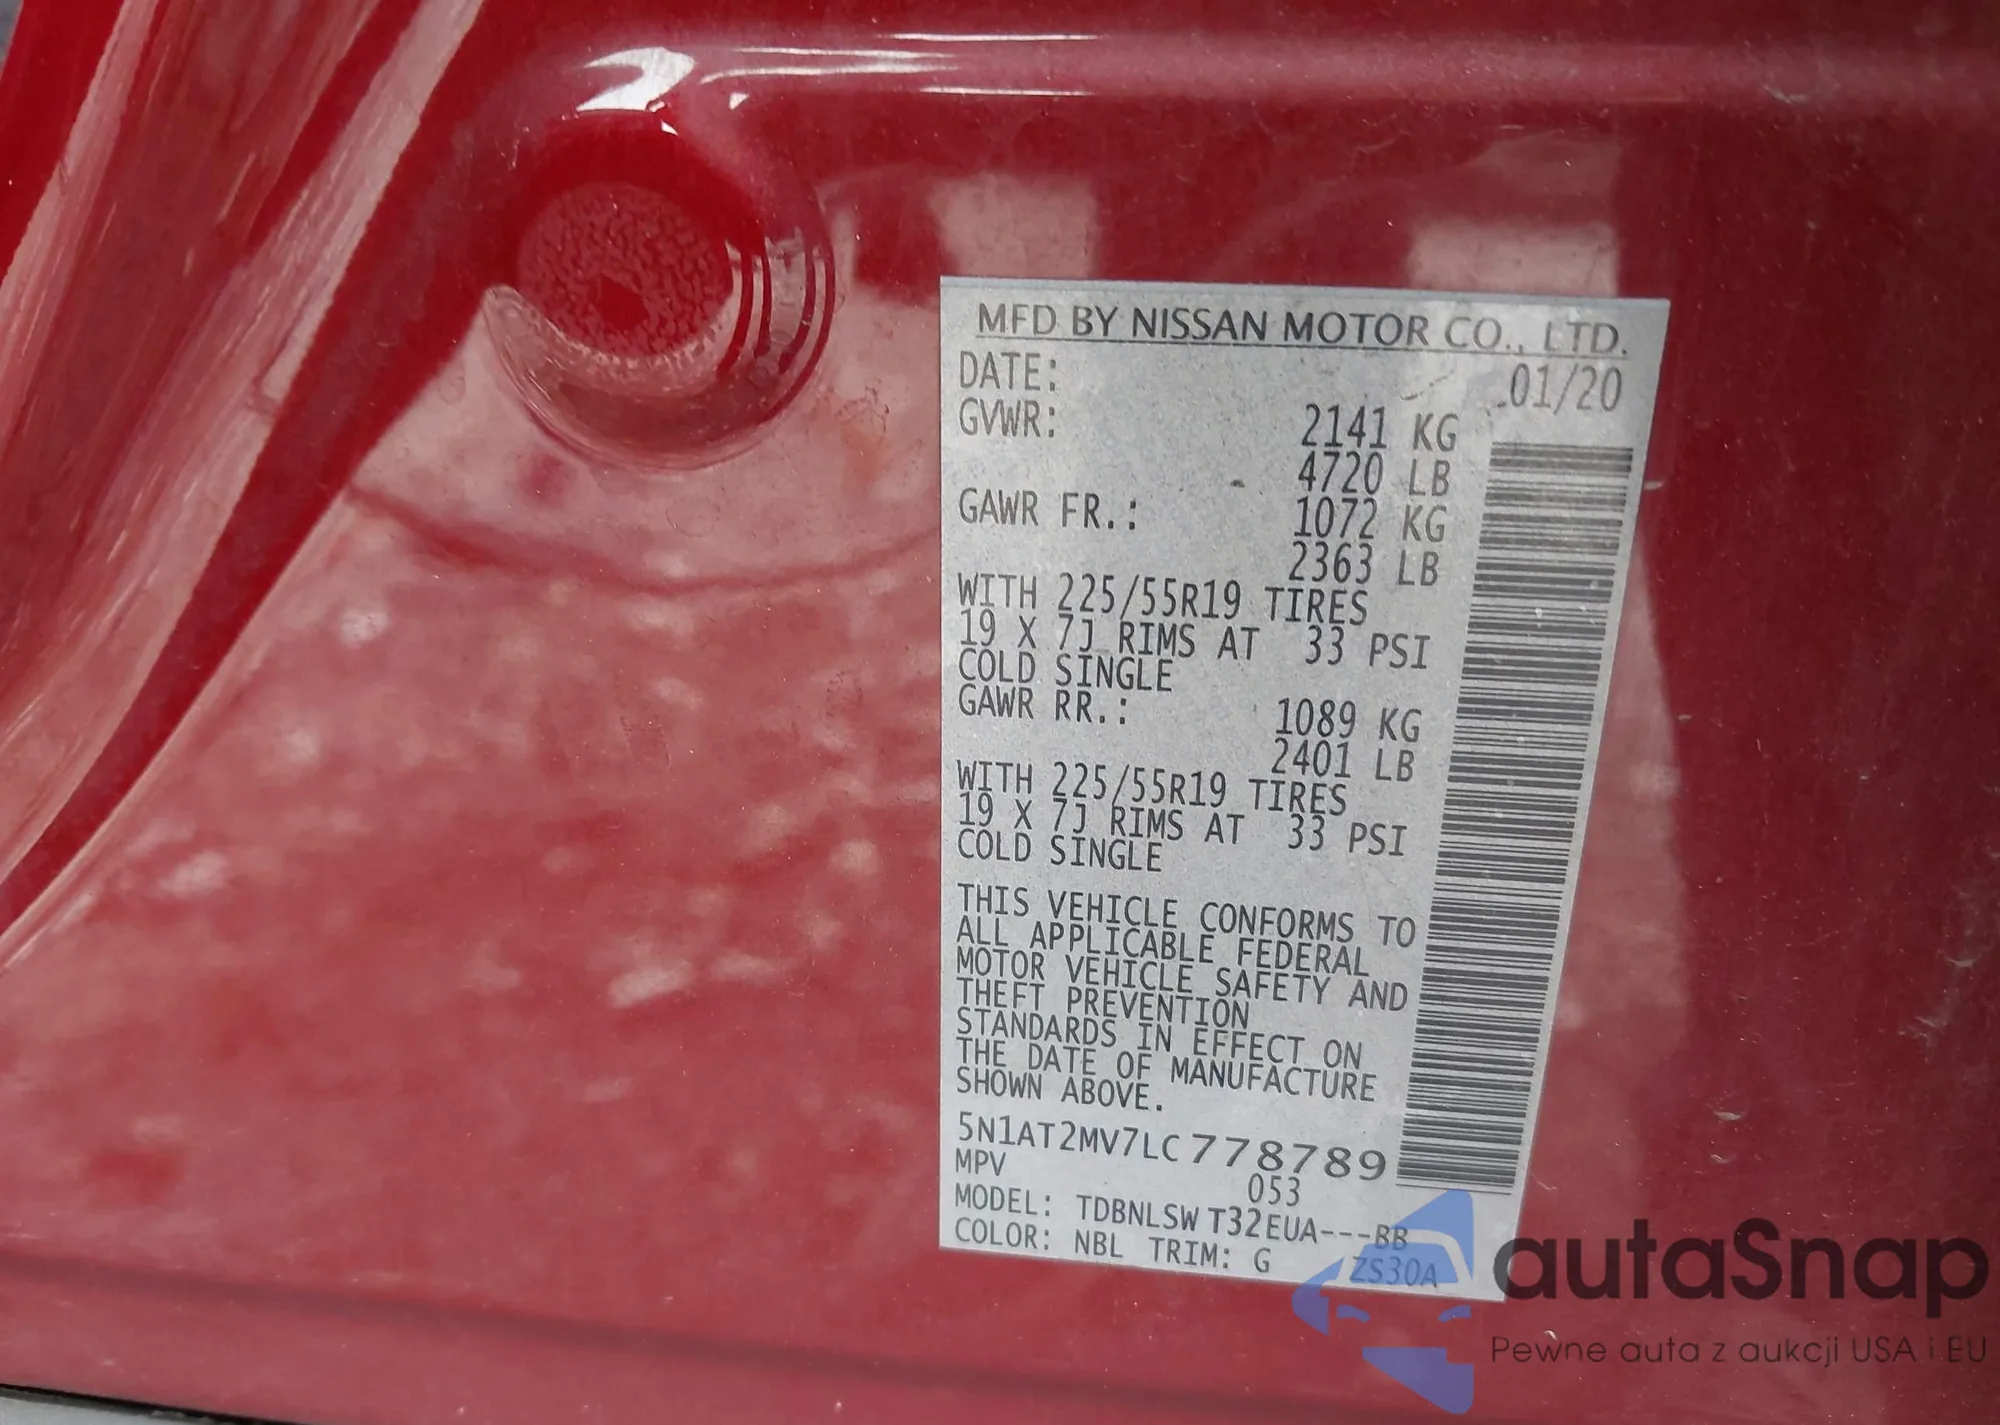 MFD BY NISSAN MOTOR CO., LTD.
DATE: 01/20
GVWR: 2141 KG
4720 LB
GAWR FR.: 1072 KG
2363 LB
WITH 225/55R19 TIRES
19 X 7J RIMS AT 33 PSI
COLD SINGLE
GAWR RR.: 1089 KG
2401 LB
WITH 225/55R19 TIRES
19 X 7J RIMS AT 33 PSI
COLD SINGLE
THIS VEHICLE CONFORMS TO
ALL APPLICABLE FEDERAL
MOTOR VEHICLE SAFETY AND
THEFT PREVENTION
STANDARDS IN EFFECT ON
THE DATE OF MANUFACTURE
SHOWN ABOVE.
5N1AT2MV7LC778789
MPV 053
MODEL: TDBNLSW T32EUA---BB
COLOR: NBL TRIM: G ZS30A
autaSnap
Pewne auta z aukcji USA i EU